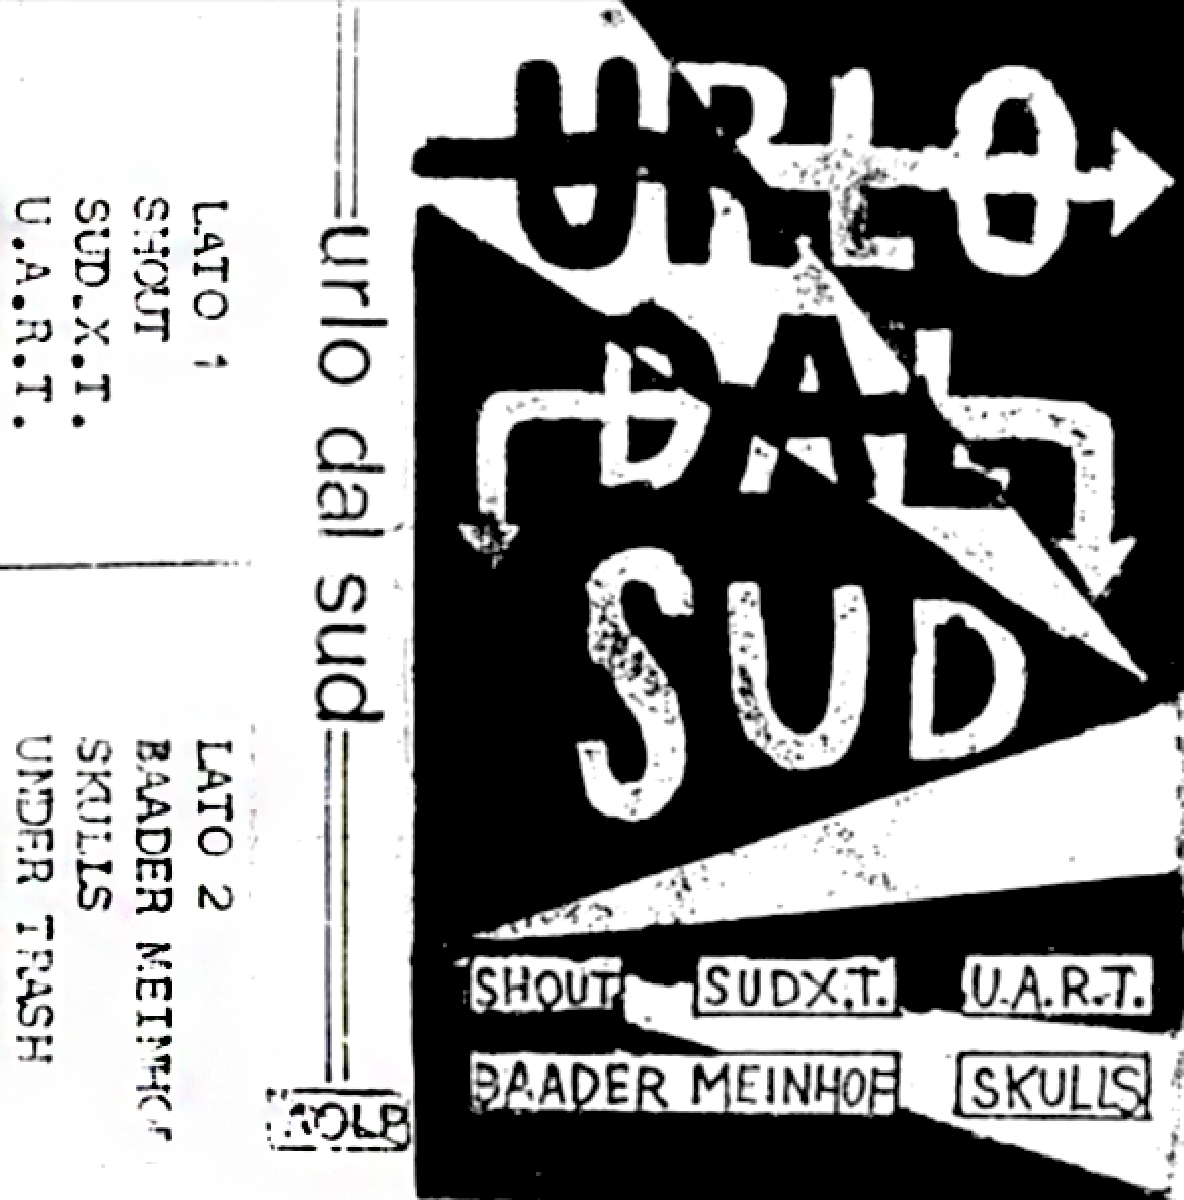 URLO
DAL
SUD
SHOUT SUDX.T. U.A.R.T.
BAADER MEINHOF SKULLS
urlo dal sud
LATO 1
SHOUT
SUD.X.T.
U.A.R.T.
LATO 2
BAADER MEINHOF
SKULLS
UNDER TRASH